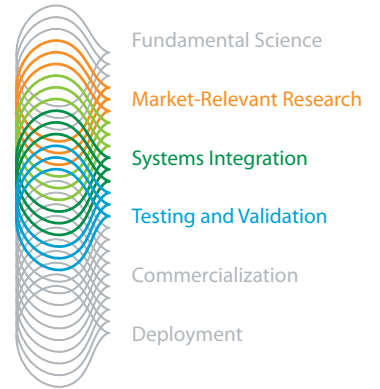 Fundamental Science
Market-Relevant Research
Systems Integration
Testing and Validation
Commercialization
Deployment